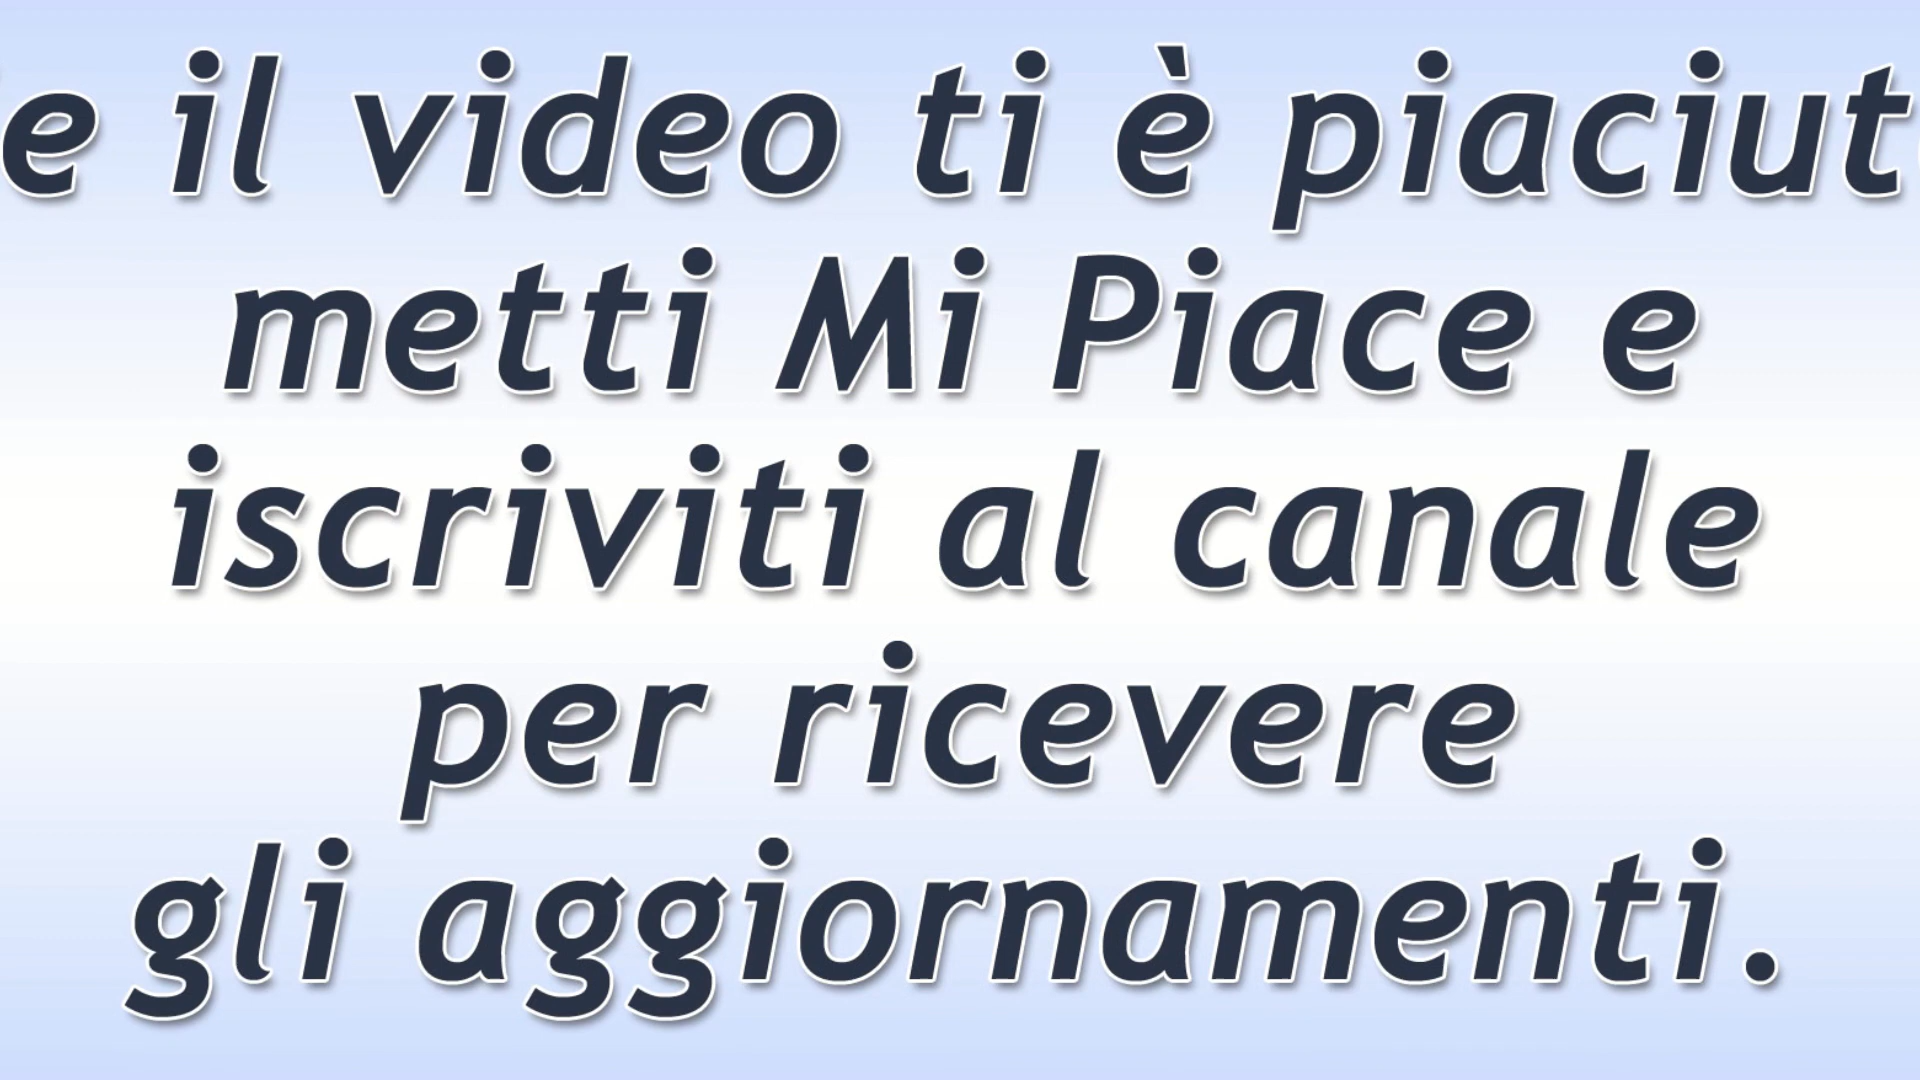 e il video ti è piaciut
metti Mi Piace e
iscriviti al canale
per ricevere
gli aggiornamenti.